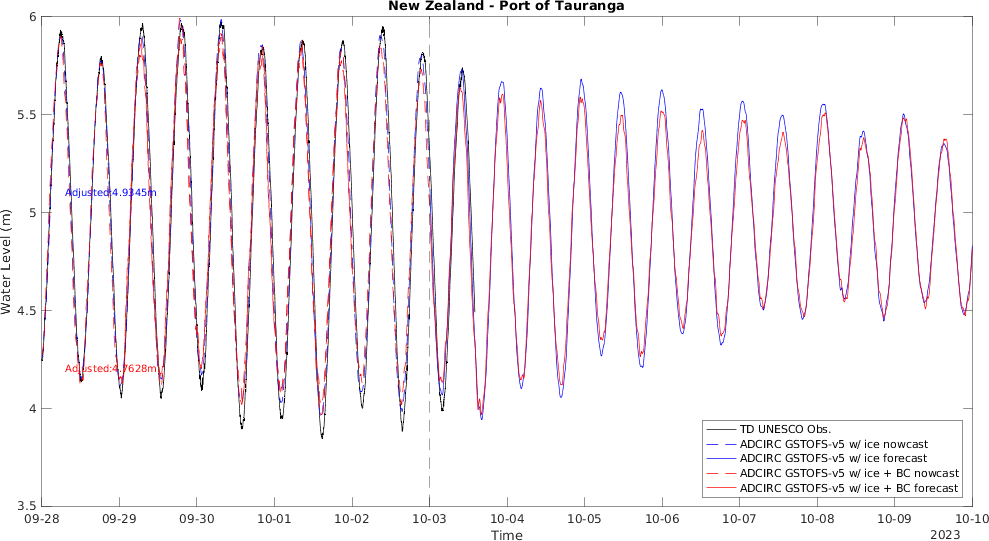 New Zealand - Port of Tauranga
Water Level (m)
6
5.5
5
4.5
4
3.5
Adjusted:4.9345m
Adjusted:4.7628m
TD UNESCO Obs.
ADCIRC GSTOFS-v5 w/ ice nowcast
ADCIRC GSTOFS-v5 w/ ice forecast
ADCIRC GSTOFS-v5 w/ ice + BC nowcast
ADCIRC GSTOFS-v5 w/ ice + BC forecast
09-28 09-29 09-30 10-01 10-02 10-03 10-04 10-05 10-06 10-07 10-08 10-09 10-10
Time
2023